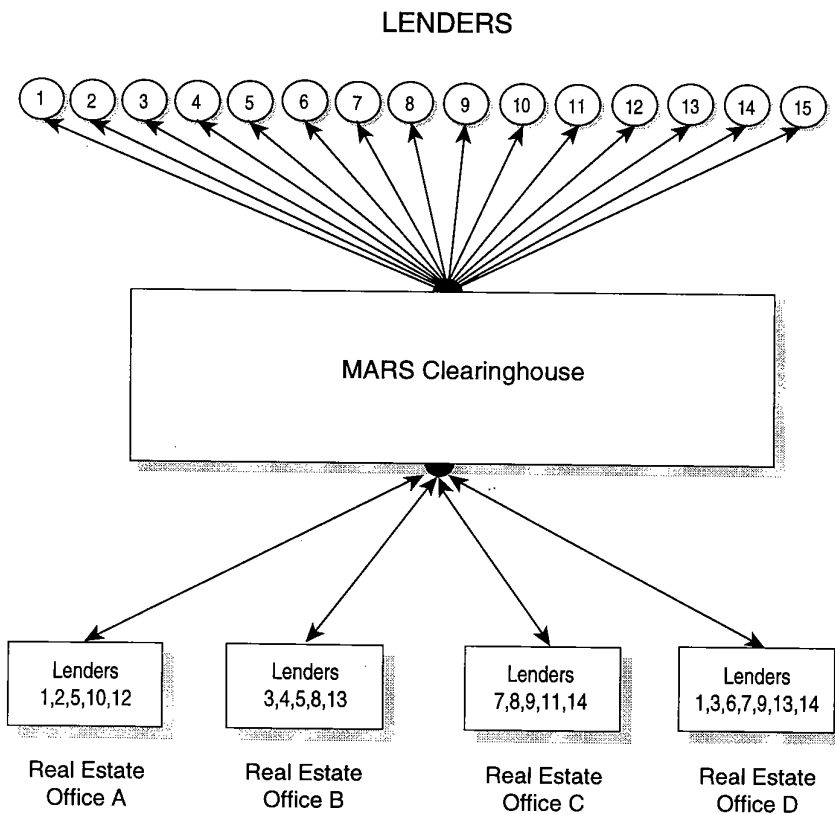 LENDERS
1 2 3 4 5 6 7 8 9 10 11 12 13 14 15
MARS Clearinghouse
Lenders
1,2,5,10,12
Lenders
3,4,5,8,13
Lenders
7,8,9,11,14
Lenders
1,3,6,7,9,13,14
Real Estate
Office A
Real Estate
Office B
Real Estate
Office C
Real Estate
Office D